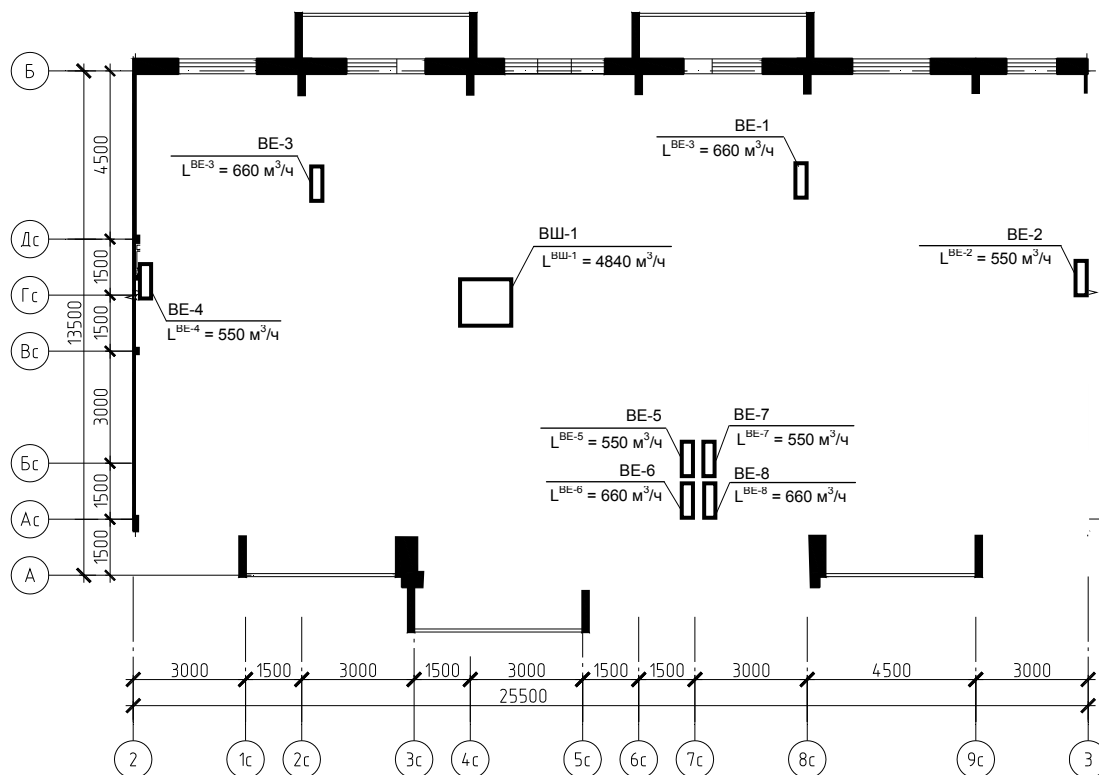 Б
Дс
Гс
Вс
Бс
Ас
А
4500
1500
1500
3000
1500
1500
13500
ВЕ-3
L^ВЕ-3 = 660 м³/ч
ВЕ-1
L^ВЕ-3 = 660 м³/ч
ВШ-1
L^ВШ-1 = 4840 м³/ч
ВЕ-2
L^ВЕ-2 = 550 м³/ч
ВЕ-4
L^ВЕ-4 = 550 м³/ч
ВЕ-5
L^ВЕ-5 = 550 м³/ч
ВЕ-7
L^ВЕ-7 = 550 м³/ч
ВЕ-6
L^ВЕ-6 = 660 м³/ч
ВЕ-8
L^ВЕ-8 = 660 м³/ч
3000 1500 3000 1500 3000 1500 1500 3000 4500 3000
25500
2 1с 2с 3с 4с 5с 6с 7с 8с 9с 3